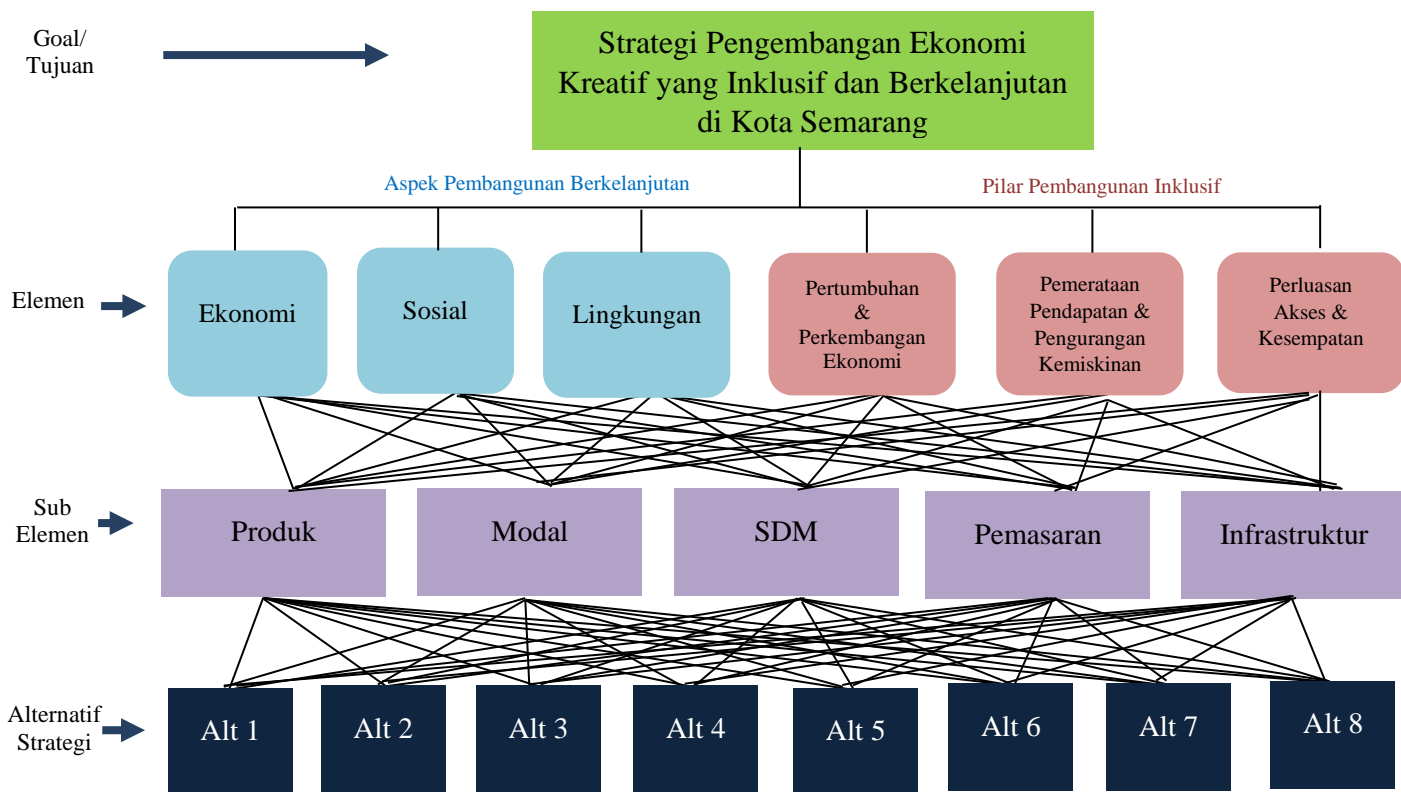 Goal/
Tujuan
Strategi Pengembangan Ekonomi
Kreatif yang Inklusif dan Berkelanjutan
di Kota Semarang
Aspek Pembangunan Berkelanjutan
Pilar Pembangunan Inklusif
Elemen
Ekonomi
Sosial
Lingkungan
Pertumbuhan
&
Perkembangan
Ekonomi
Pemerataan
Pendapatan &
Pengurangan
Kemiskinan
Perluasan
Akses &
Kesempatan
Sub
Elemen
Produk
Modal
SDM
Pemasaran
Infrastruktur
Alternatif
Strategi
Alt 1
Alt 2
Alt 3
Alt 4
Alt 5
Alt 6
Alt 7
Alt 8